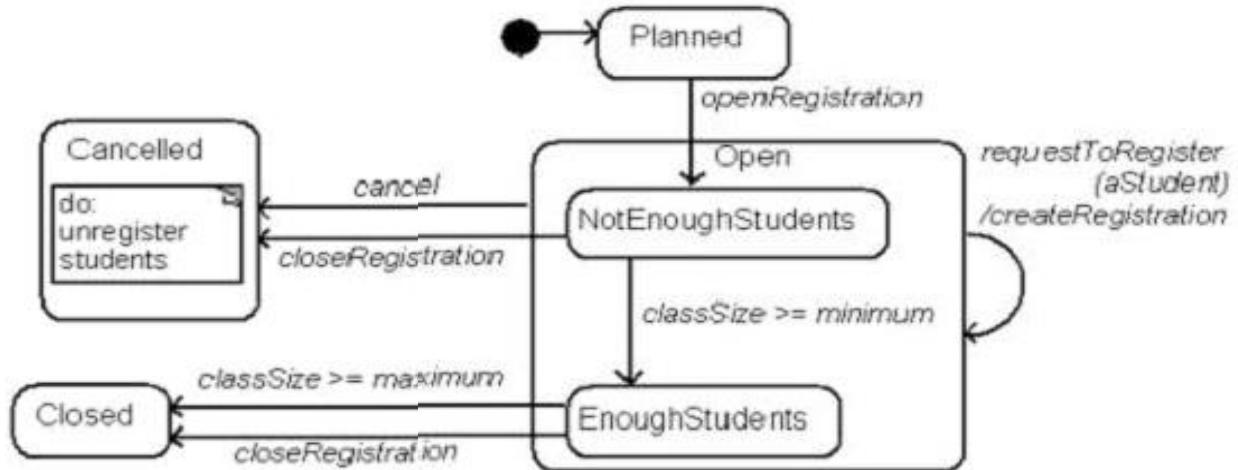 Planned
openRegistration
Cancelled
do:
unregister
students
cancel
closeRegistration
Open
NotEnoughStudents
requestToRegister
(aStudent)
/createRegistration
classSize >= minimum
classSize >= maximum
Closed
closeRegistration
EnoughStudents